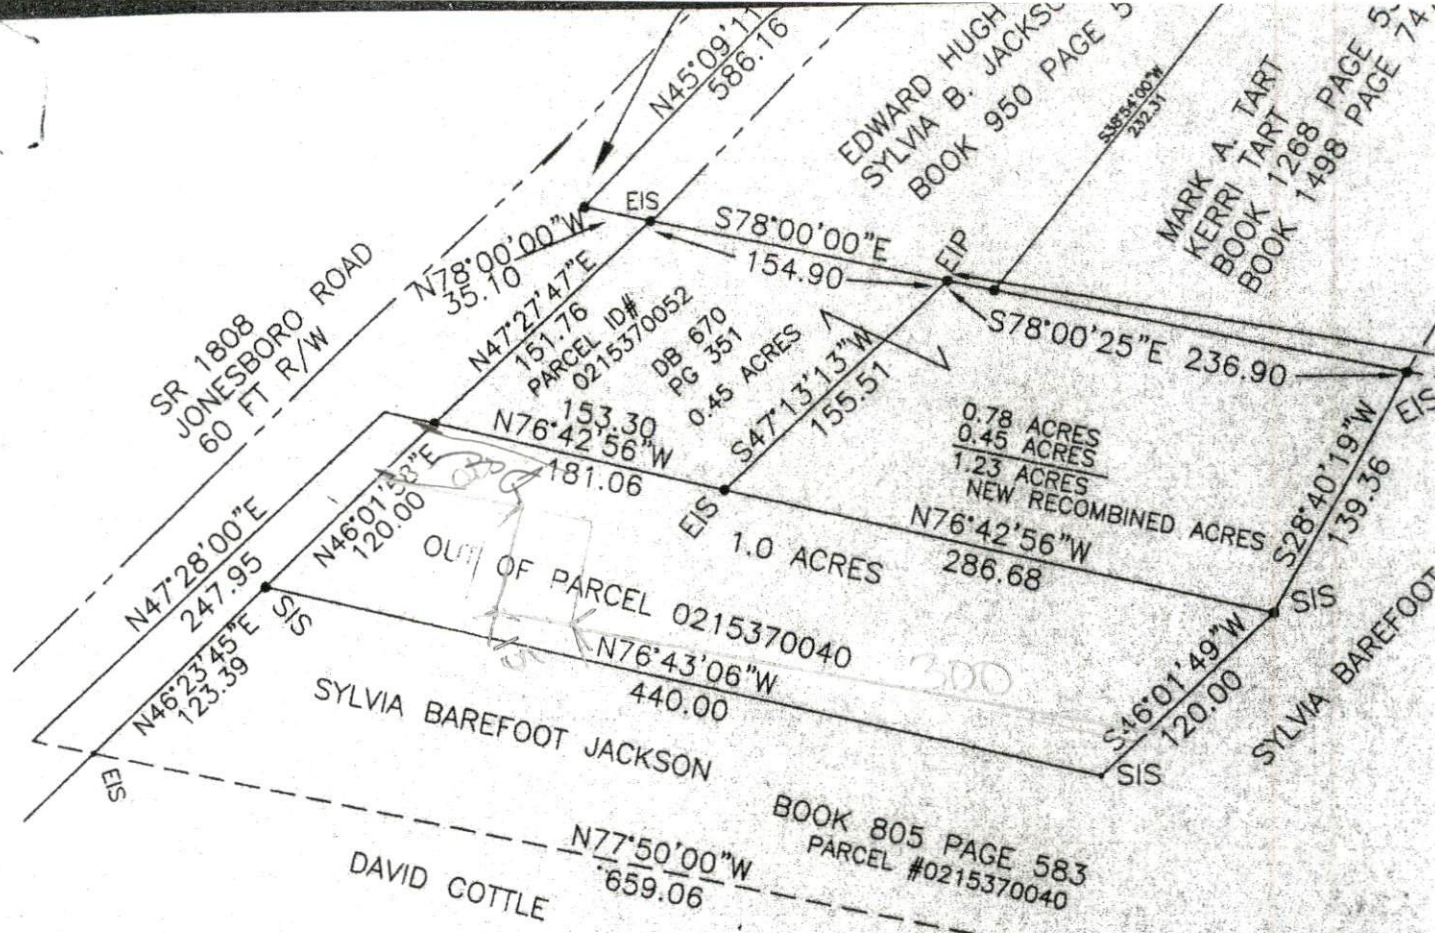 N45°09'11
586.16
EDWARD HUGH
SYLVIA B. JACKSO
BOOK 950 PAGE 5
S38°54'00"W
232.31
MARK A. TART
KERRI TART
BOOK 1268 PAGE 5
BOOK 1498 PAGE 74
EIS
N78°00'00"W
35.10
S78°00'00"E
154.90
EIP
SR 1808
JONESBORO ROAD
60 FT R/W
N47°27'47"E
151.76
PARCEL ID#
0215370052
DB 670
PG 351
0.45 ACRES
S78°00'25"E 236.90
S47°13'13"W
155.51
EIS
153.30
N76°42'56"W
181.06
0.78 ACRES
0.45 ACRES
1.23 ACRES
NEW RECOMBINED ACRES
S28°40'19"W
139.36
N47°28'00"E
247.95
N46°01'58"E
120.00
EIS
1.0 ACRES
N76°42'56"W
286.68
OUT OF PARCEL 0215370040
SIS
SIS
N76°43'06"W
440.00
300
S46°01'49"W
120.00
SIS
SYLVIA BAREFOOT
N46°23'45"E
123.39
EIS
SYLVIA BAREFOOT JACKSON
BOOK 805 PAGE 583
PARCEL #0215370040
N77°50'00"W
659.06
DAVID COTTLE